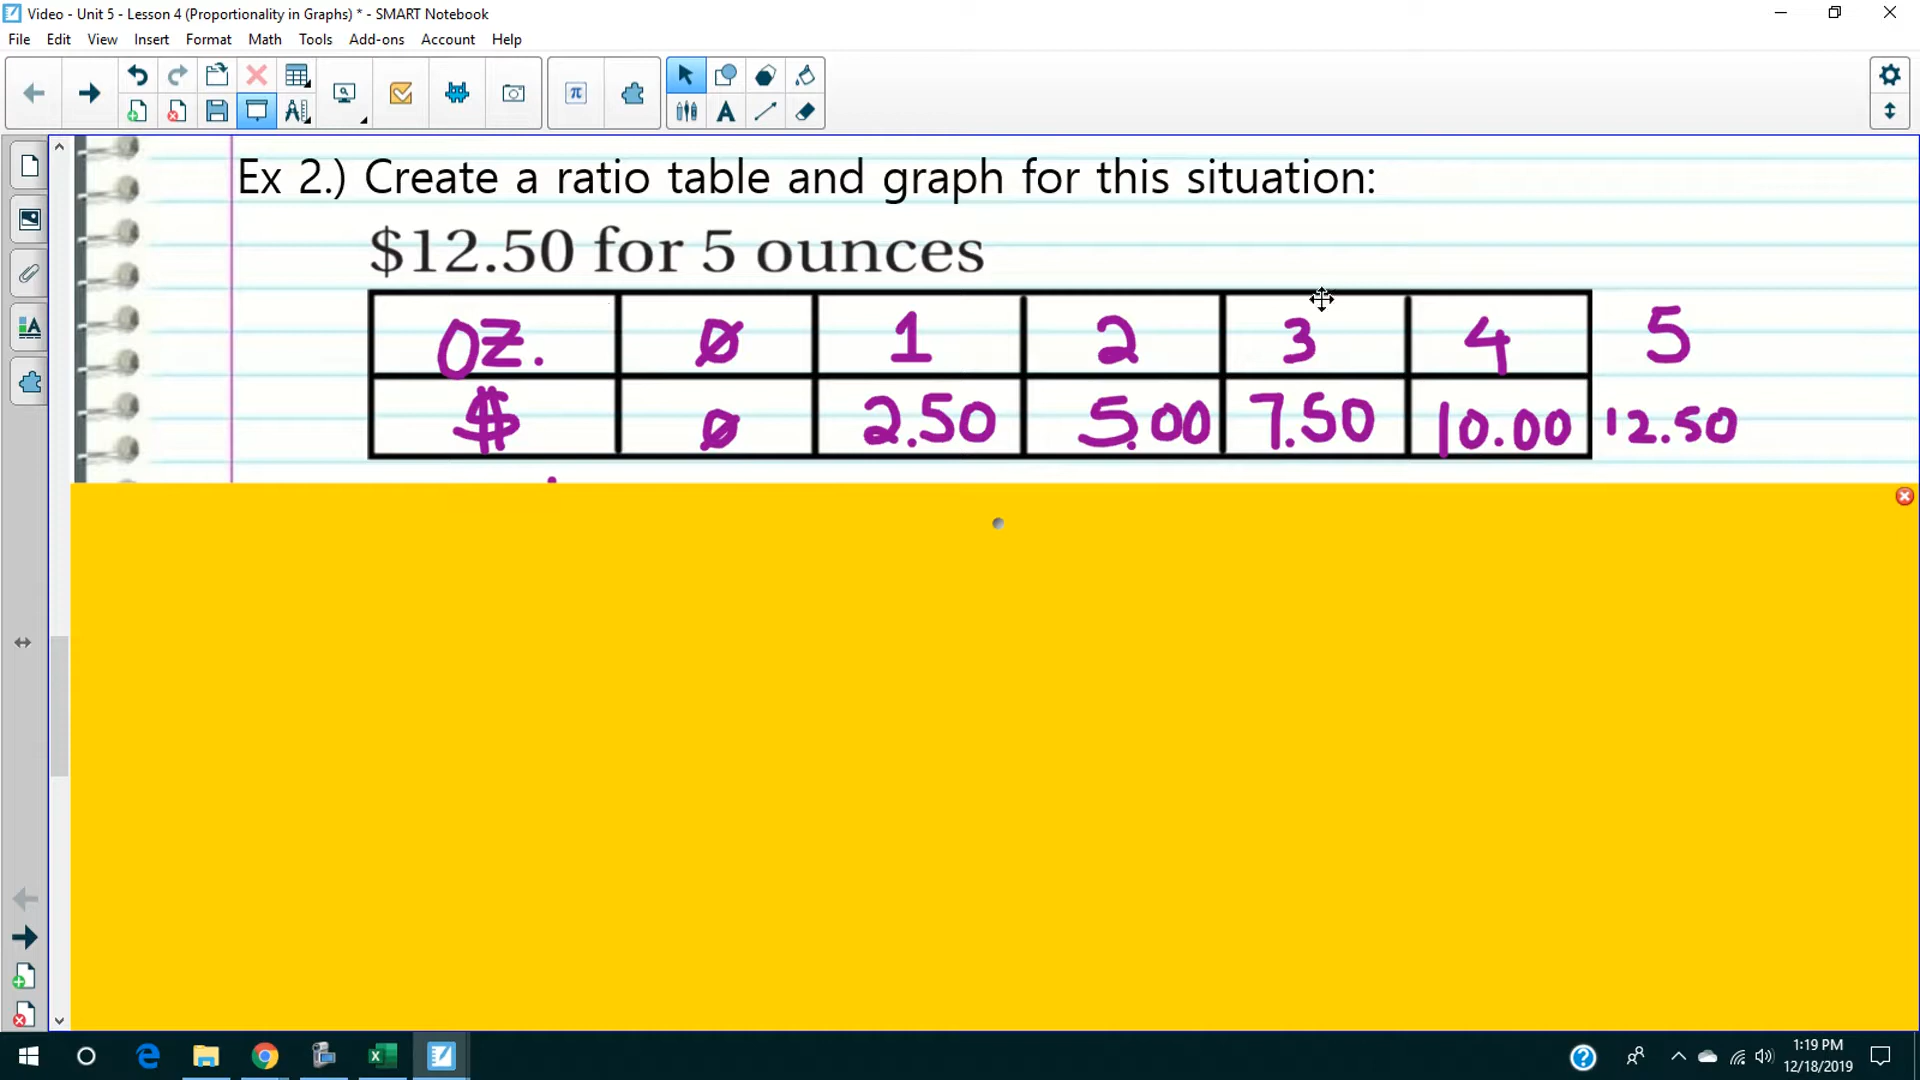 Video - Unit 5 - Lesson 4 (Proportionality in Graphs) * - SMART Notebook
File Edit View Insert Format Math Tools Add-ons Account Help
Ex 2.) Create a ratio table and graph for this situation:
$12.50 for 5 ounces
OZ. 0 1 2 3 4 5
$ 0 2.50 5.00 7.50 10.00 12.50
1:19 PM
12/18/2019